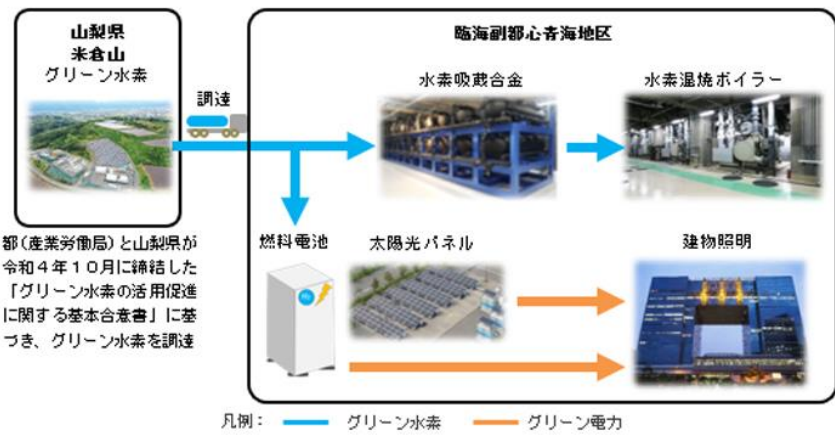 山梨県
米倉山
グリーン水素
調達
臨海副都心青海地区
水素吸蔵合金
水素混焼ボイラー
都(産業労働局)と山梨県が
令和4年10月に締結した
「グリーン水素の活用促進
に関する基本合意書」に基
づき、グリーン水素を調達
燃料電池
太陽光パネル
建物照明
凡例:
グリーン水素
グリーン電力